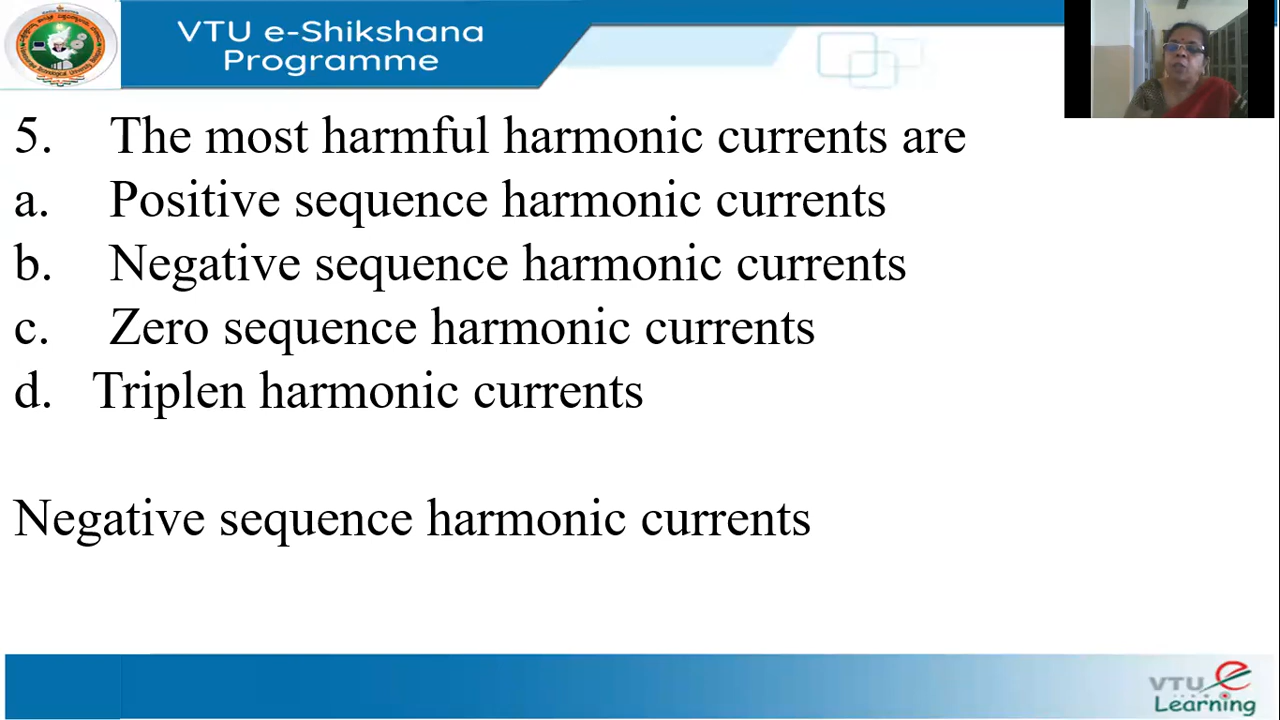 VTU e-Shikshana
Programme
5. The most harmful harmonic currents are
a. Positive sequence harmonic currents
b. Negative sequence harmonic currents
c. Zero sequence harmonic currents
d. Triplen harmonic currents
Negative sequence harmonic currents
VTU e
Learning